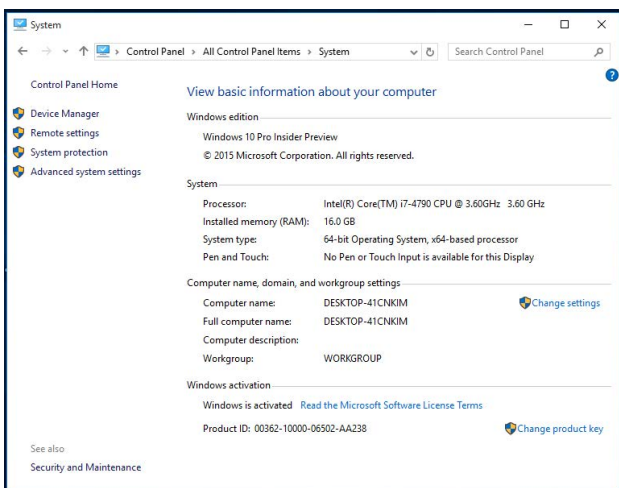 System
Control Panel > All Control Panel Items > System
Search Control Panel
Control Panel Home
Device Manager
Remote settings
System protection
Advanced system settings
View basic information about your computer
Windows edition
Windows 10 Pro Insider Preview
© 2015 Microsoft Corporation. All rights reserved.
System
Processor: Intel(R) Core(TM) i7-4790 CPU @ 3.60GHz 3.60 GHz
Installed memory (RAM): 16.0 GB
System type: 64-bit Operating System, x64-based processor
Pen and Touch: No Pen or Touch Input is available for this Display
Computer name, domain, and workgroup settings
Computer name: DESKTOP-41CNKIM Change settings
Full computer name: DESKTOP-41CNKIM
Computer description:
Workgroup: WORKGROUP
Windows activation
Windows is activated Read the Microsoft Software License Terms
Product ID: 00362-10000-06502-AA238 Change product key
See also
Security and Maintenance